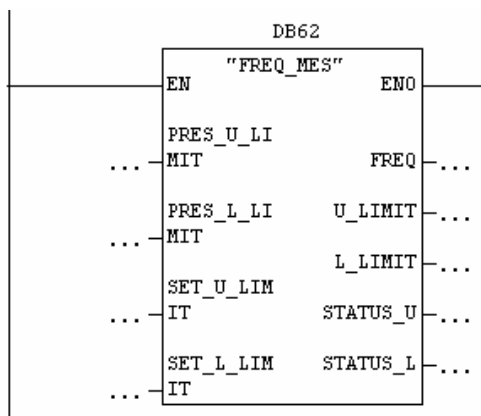 DB62
"FREQ_MES"
EN ENO
PRES_U_LI
... MIT FREQ ...
PRES_L_LI U_LIMIT ...
... MIT
L_LIMIT ...
SET_U_LIM
... IT STATUS_U ...
SET_L_LIM STATUS_L ...
... IT